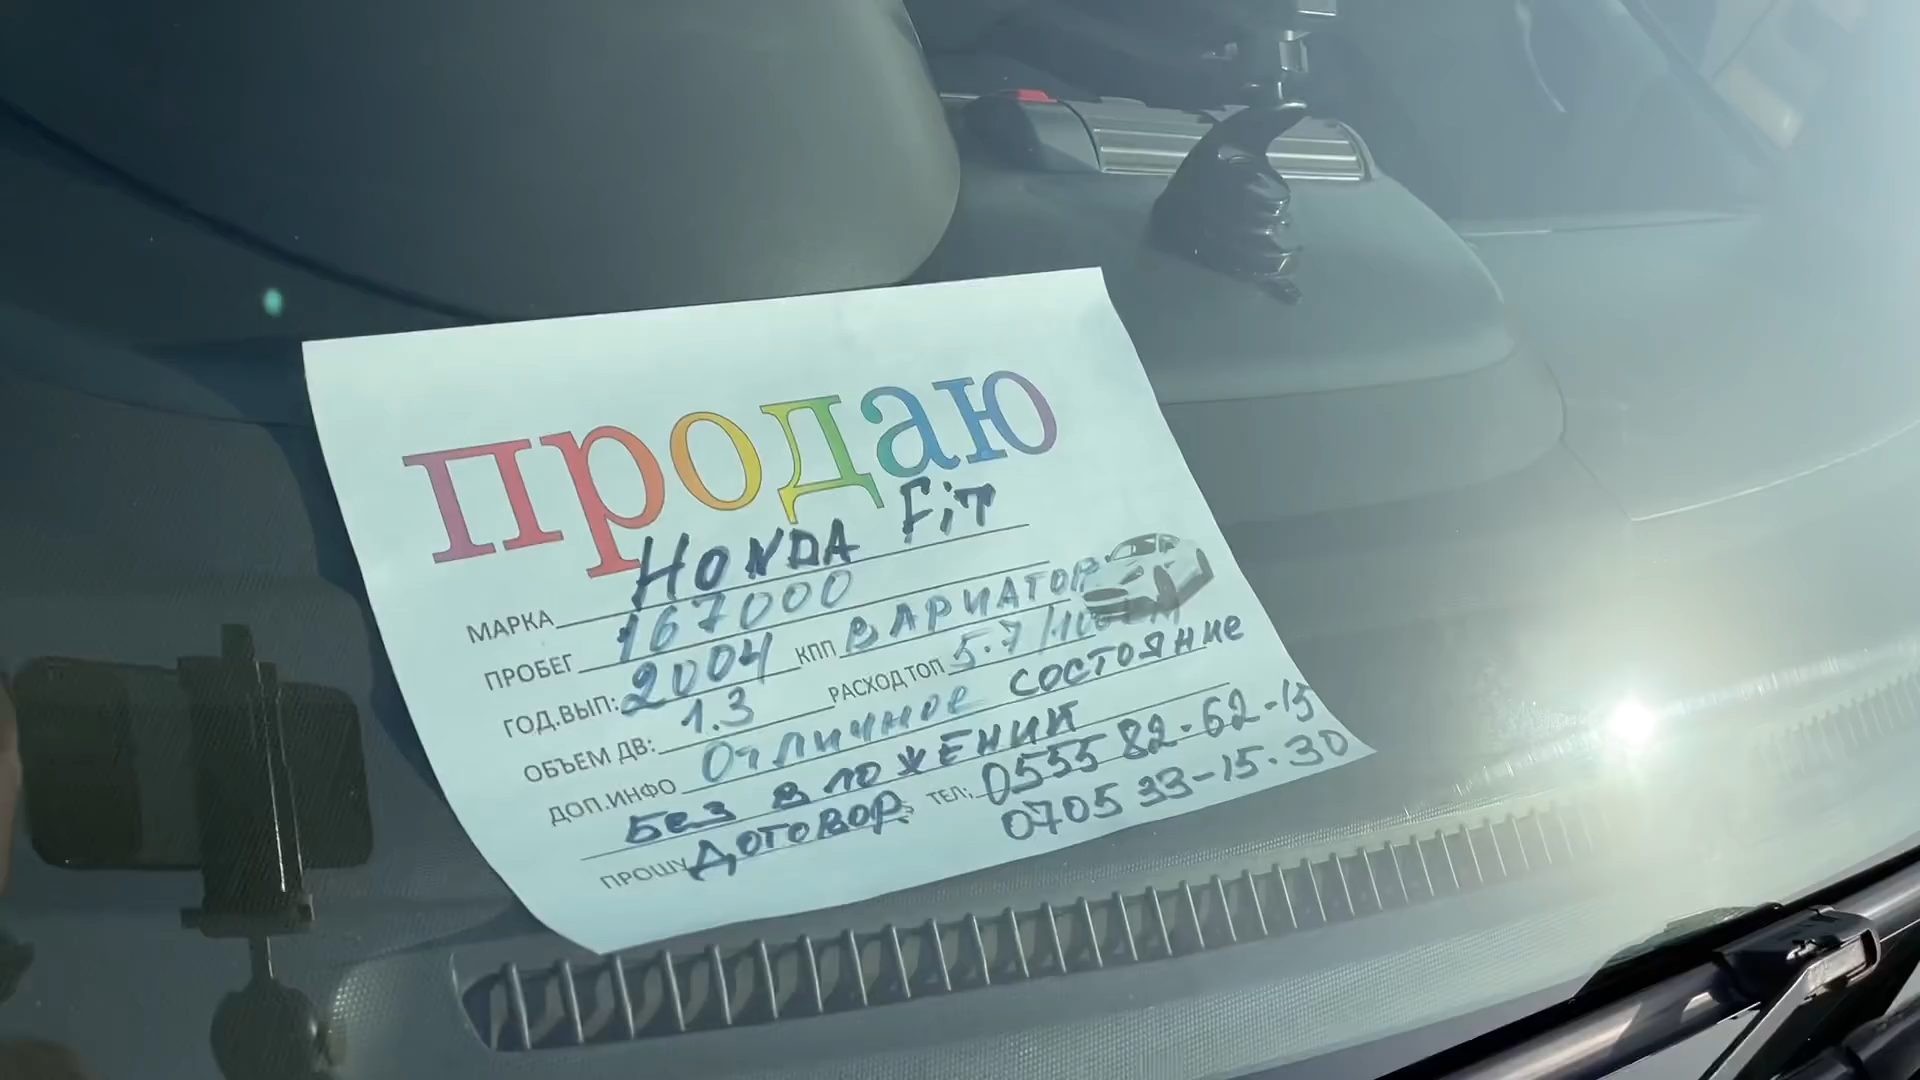 продаю
МАРКА HONDA FiT
ПРОБЕГ 167000
ГОД.ВЫП: 2004 КПП ВАРИАТОР
ОБЪЕМ ДВ: 1.3 РАСХОД ТОП 5.7/100км
ДОП.ИНФО Отличное состояние
Без вложений
ПРОШУ ДОГОВОР ТЕЛ: 0555 82-62-15
0705 33-15-30